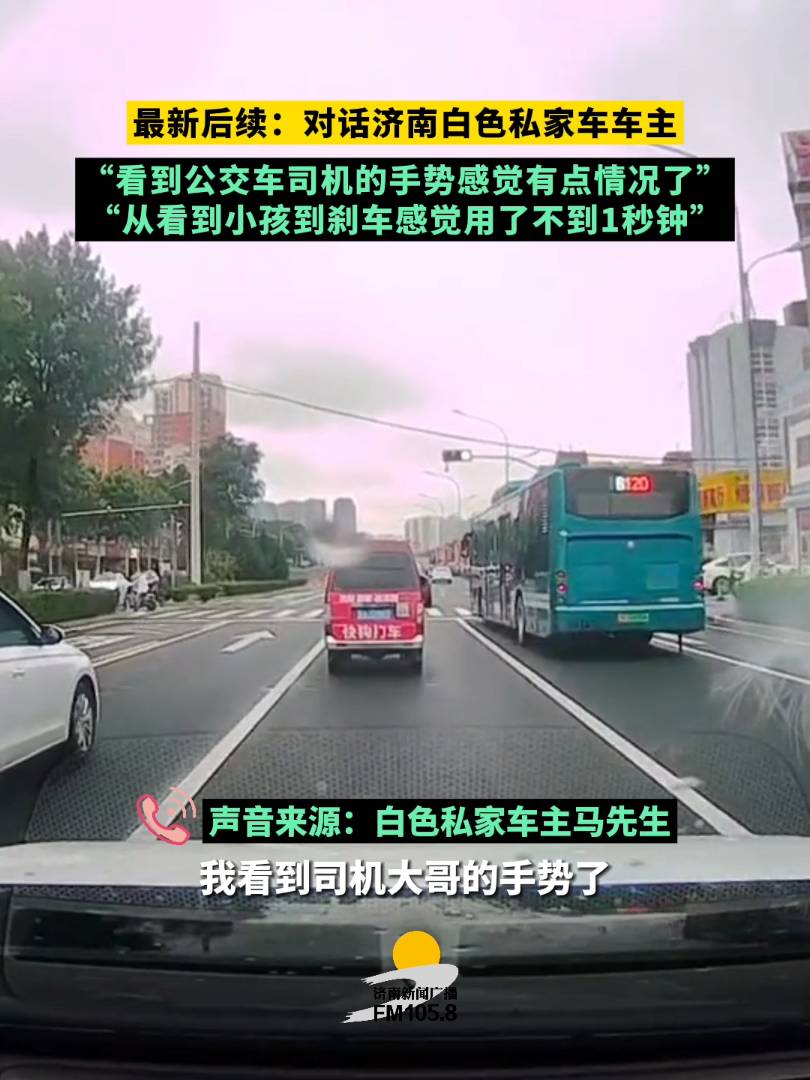 最新后续：对话济南白色私家车车主
“看到公交车司机的手势感觉有点情况了”
“从看到小孩到刹车感觉用了不到1秒钟”
B120
快狗打车
声音来源：白色私家车主马先生
我看到司机大哥的手势了
济南新闻广播
FM105.8